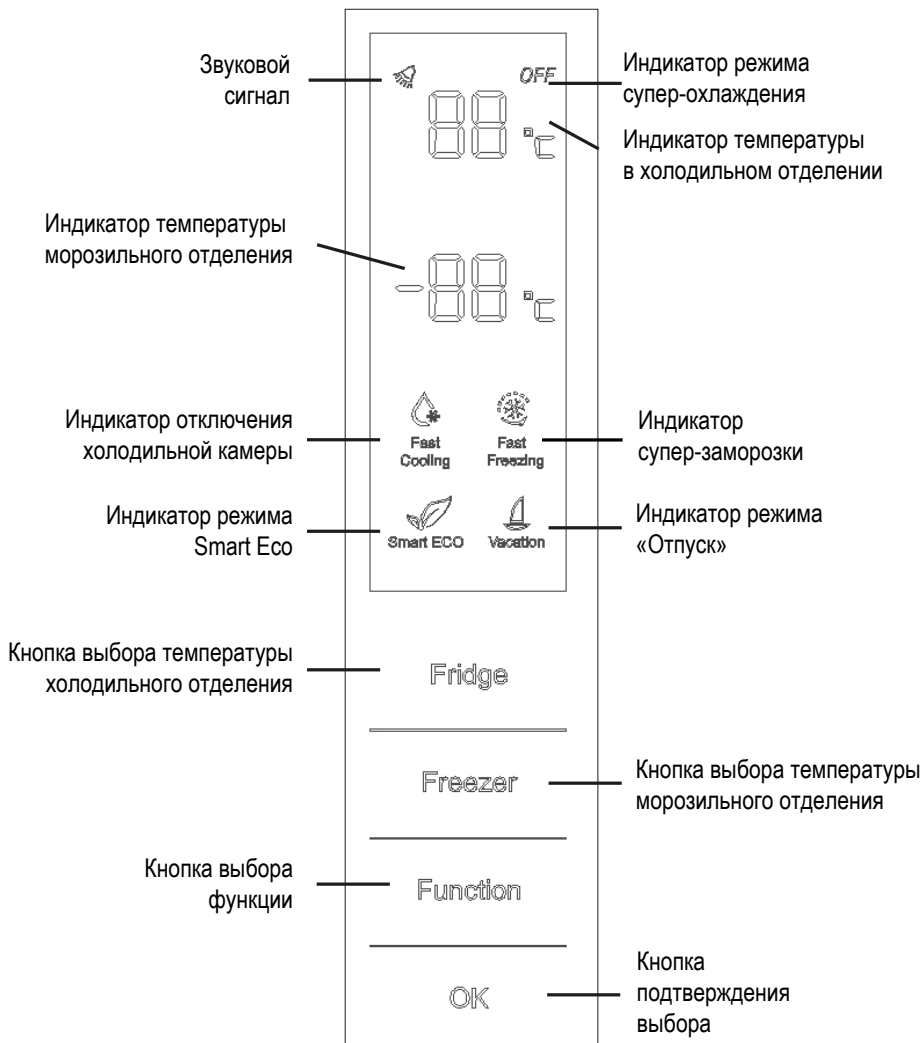 Звуковой
сигнал
OFF
Индикатор режима
супер-охлаждения
88 °C
Индикатор температуры
в холодильном отделении
Индикатор температуры
морозильного отделения
-88 °C
Индикатор отключения
холодильной камеры
Fast
Cooling
Fast
Freezing
Индикатор
супер-заморозки
Индикатор режима
Smart Eco
Smart ECO
Vacation
Индикатор режима
«Отпуск»
Кнопка выбора температуры
холодильного отделения
Fridge
Freezer
Кнопка выбора температуры
морозильного отделения
Кнопка выбора
функции
Function
OK
Кнопка
подтверждения
выбора